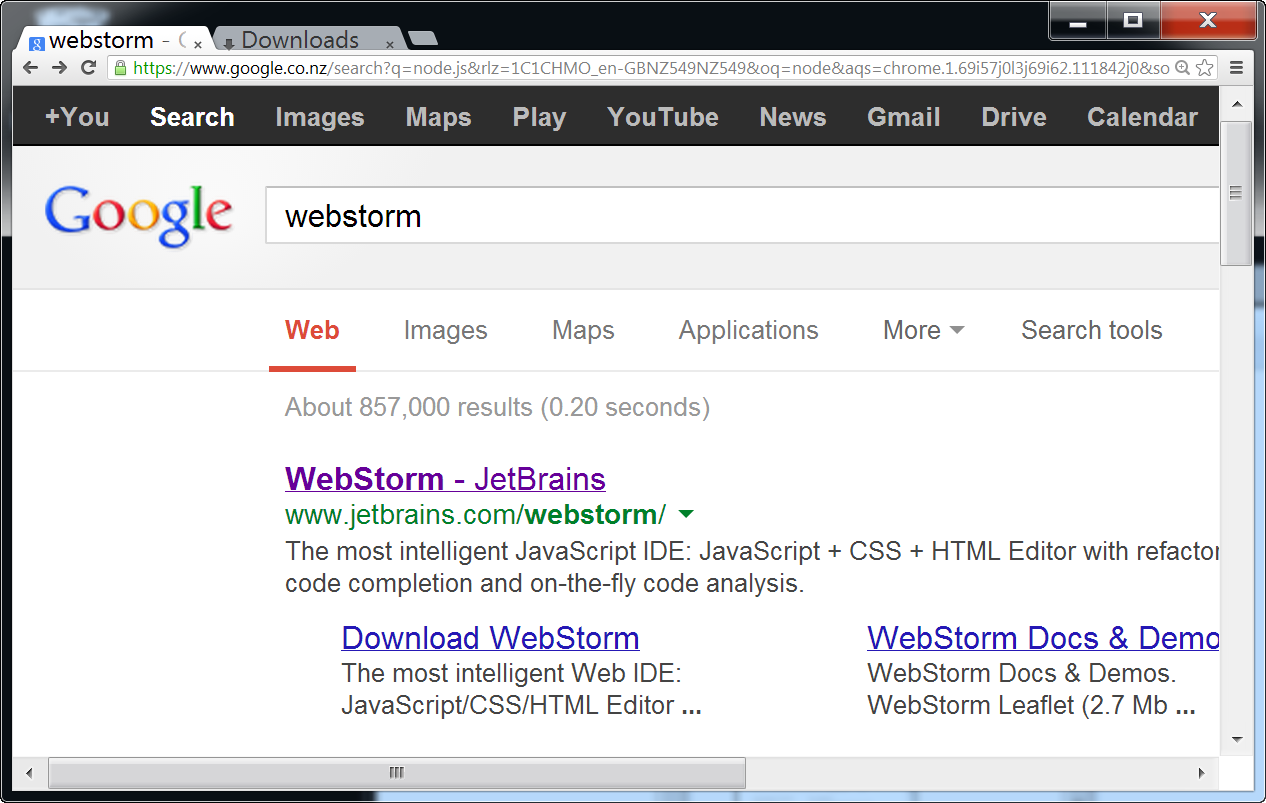 webstorm - Downloads
https://www.google.co.nz/search?q=node.js&rlz=1C1CHMO_en-GBNZ549NZ549&oq=node&aqs=chrome.1.69i57j0l3j69i62.111842j0&so
+You Search Images Maps Play YouTube News Gmail Drive Calendar
Google webstorm
Web Images Maps Applications More Search tools
About 857,000 results (0.20 seconds)
WebStorm - JetBrains
www.jetbrains.com/webstorm/
The most intelligent JavaScript IDE: JavaScript + CSS + HTML Editor with refactor
code completion and on-the-fly code analysis.
Download WebStorm
The most intelligent Web IDE:
JavaScript/CSS/HTML Editor ...
WebStorm Docs & Demo
WebStorm Docs & Demos.
WebStorm Leaflet (2.7 Mb ...